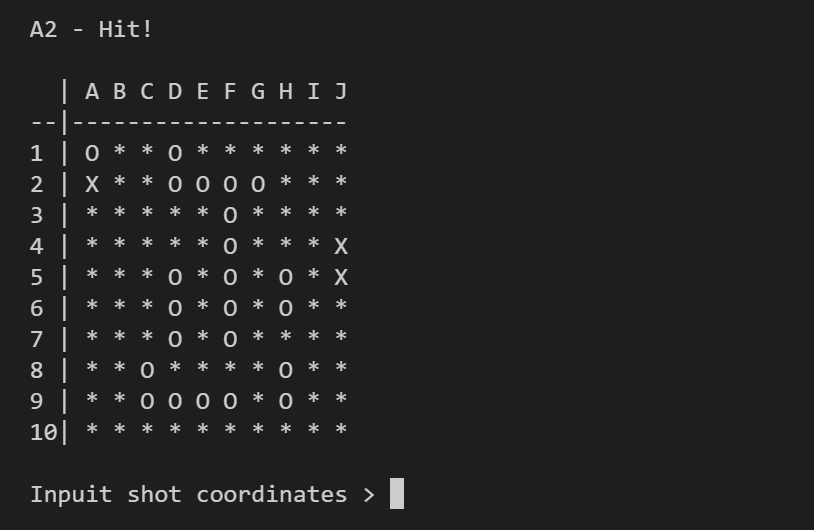 A2 - Hit!
  | A B C D E F G H I J
--|--------------------
1 | O * * O * * * * * *
2 | X * * O O O O * * *
3 | * * * * * O * * * *
4 | * * * * * O * * * X
5 | * * * O * O * O * X
6 | * * * O * O * O * *
7 | * * * O * O * * * *
8 | * * O * * * * O * *
9 | * * O O O O * O * *
10| * * * * * * * * * *
Inpuit shot coordinates >